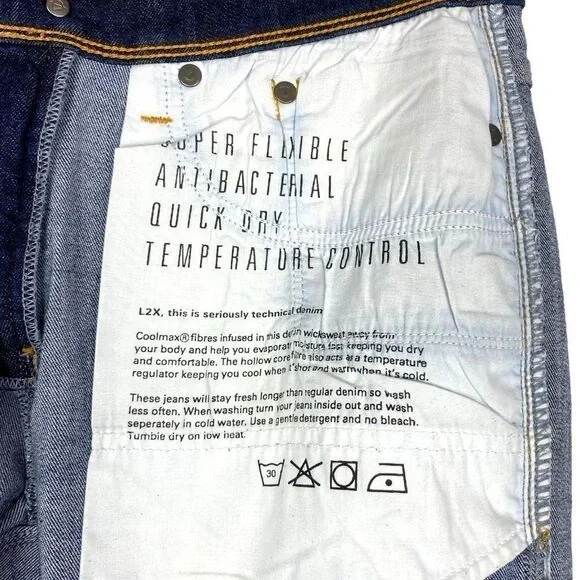 SUPER FLEXIBLE
ANTIBACTERIAL
QUICK DRY
TEMPERATURE CONTROL
L2X, this is seriously technical denim
Coolmax® fibres infused in this denim wicksweat away from
your body and help you evaporate moisture fast keeping you dry
and comfortable. The hollow core fibre also acts as a temperature
regulator keeping you cool when it's hot and warm when it's cold.
These jeans will stay fresh longer than regular denim so wash
less often. When washing turn your jeans inside out and wash
seperately in cold water. Use a gentle detergent and no bleach.
Tumble dry on low heat.
30